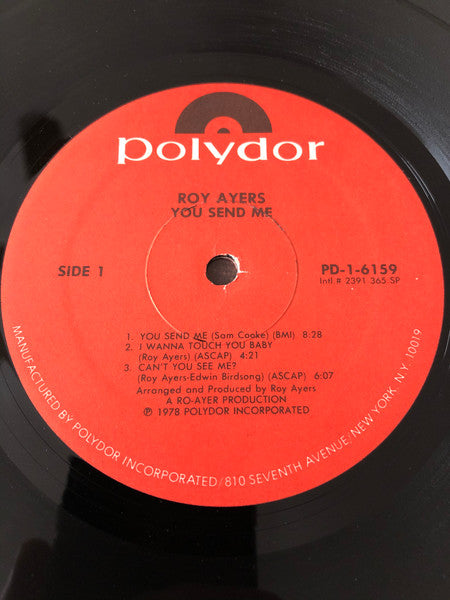 polydor
ROY AYERS
YOU SEND ME
SIDE 1
PD-1-6159
Intl.# 2391 365 SP
1. YOU SEND ME (Sam Cooke) (BMI) 8:28
2. I WANNA TOUCH YOU BABY
(Roy Ayers) (ASCAP) 4:21
3. CAN'T YOU SEE ME?
(Roy Ayers-Edwin Birdsong) (ASCAP) 6:07
Arranged and Produced by Roy Ayers
A RO-AYER PRODUCTION
℗ 1978 POLYDOR INCORPORATED
MANUFACTURED BY POLYDOR INCORPORATED/810 SEVENTH AVENUE/NEW YORK, N.Y. 10019